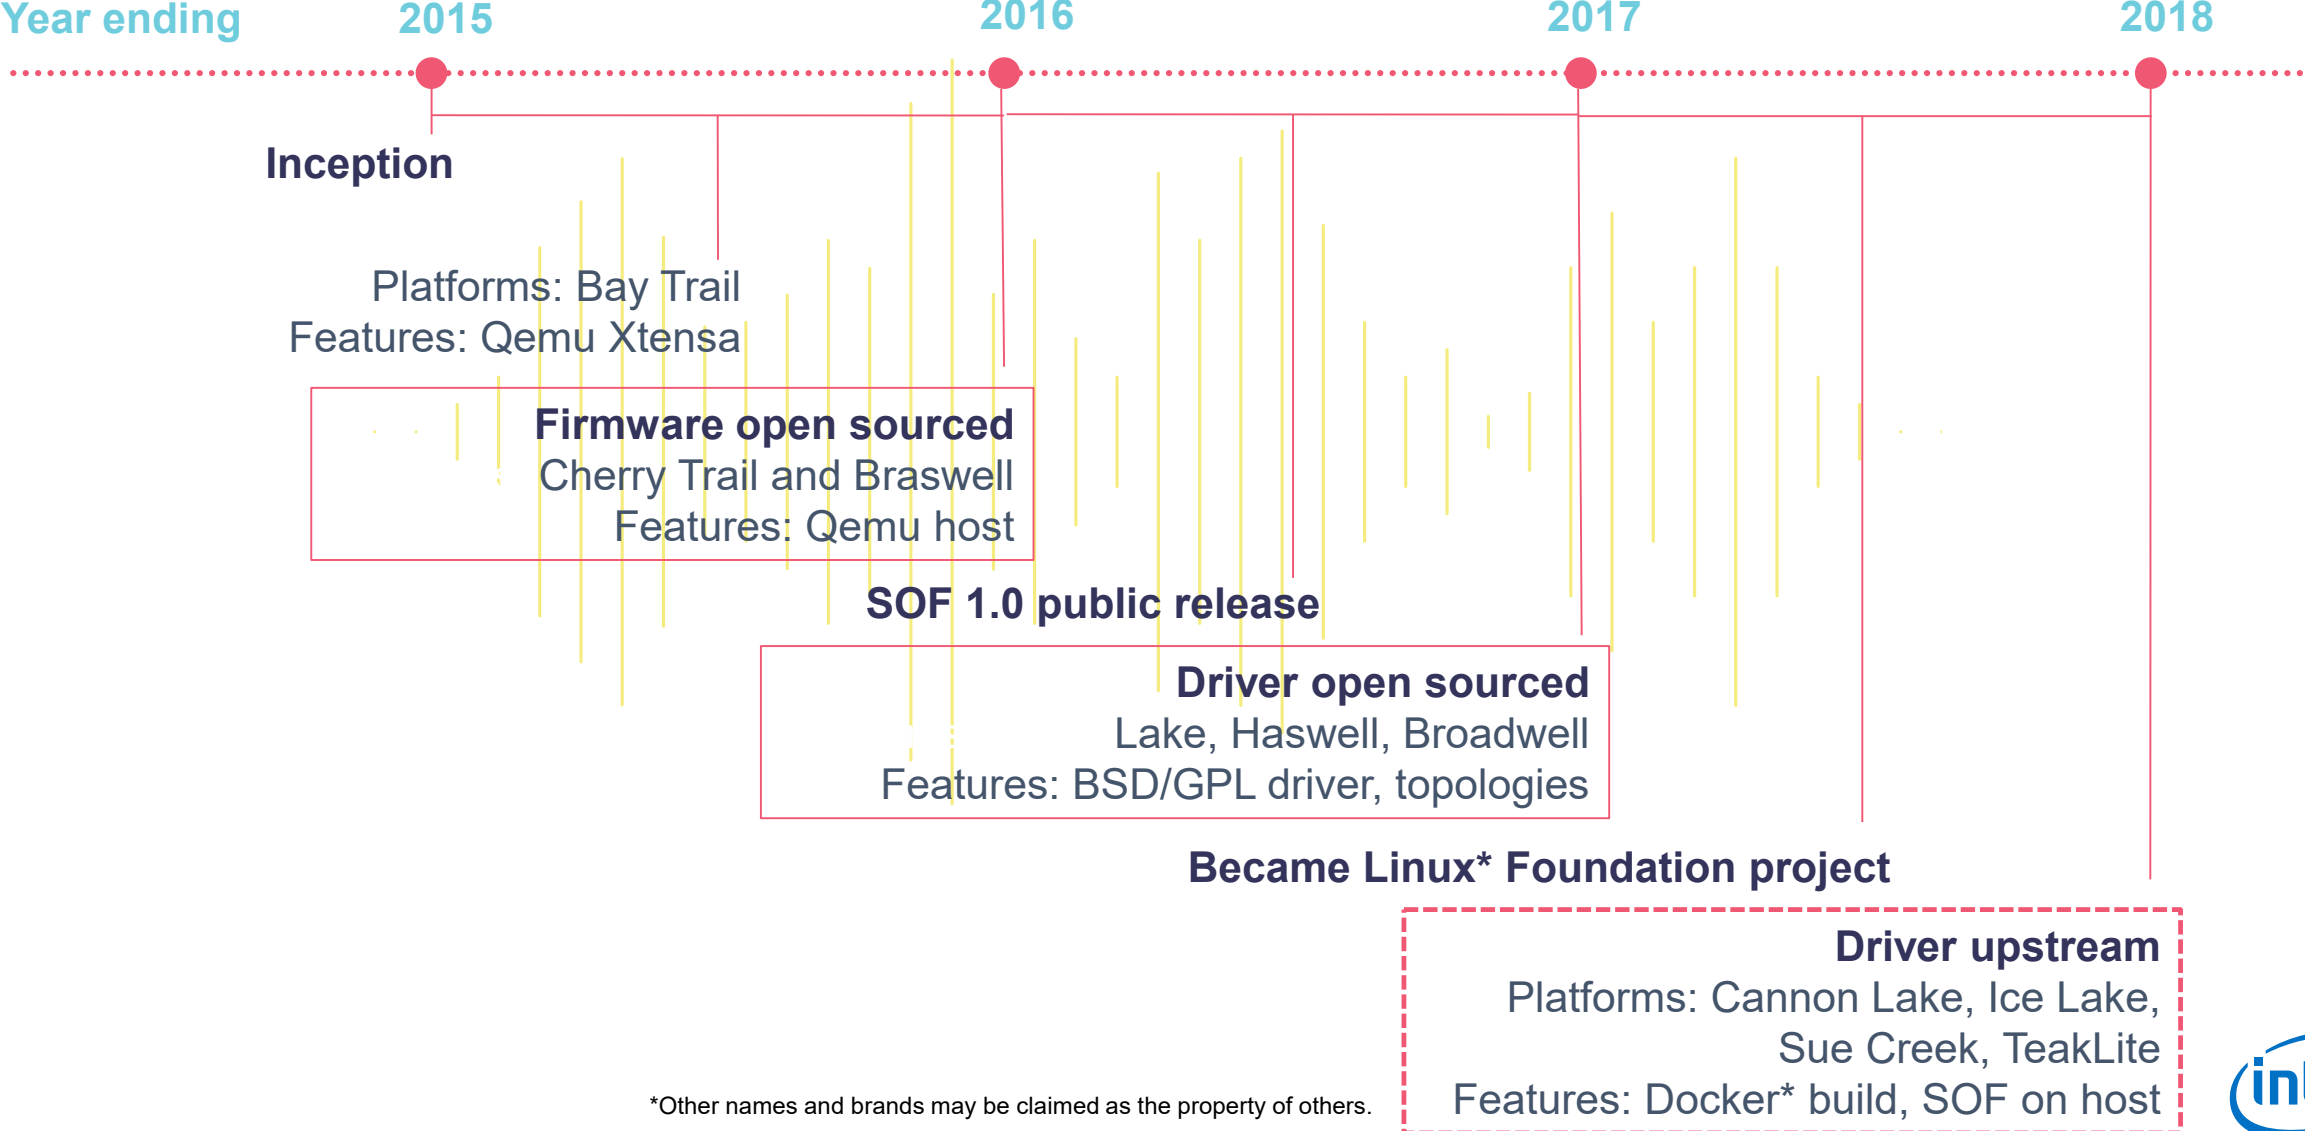 Year ending 2015 2016 2017 2018
Inception
Platforms: Bay Trail
Features: Qemu Xtensa
Firmware open sourced
Cherry Trail and Braswell
Features: Qemu host
SOF 1.0 public release
Driver open sourced
Lake, Haswell, Broadwell
Features: BSD/GPL driver, topologies
Became Linux* Foundation project
Driver upstream
Platforms: Cannon Lake, Ice Lake,
Sue Creek, TeakLite
Features: Docker* build, SOF on host
*Other names and brands may be claimed as the property of others.